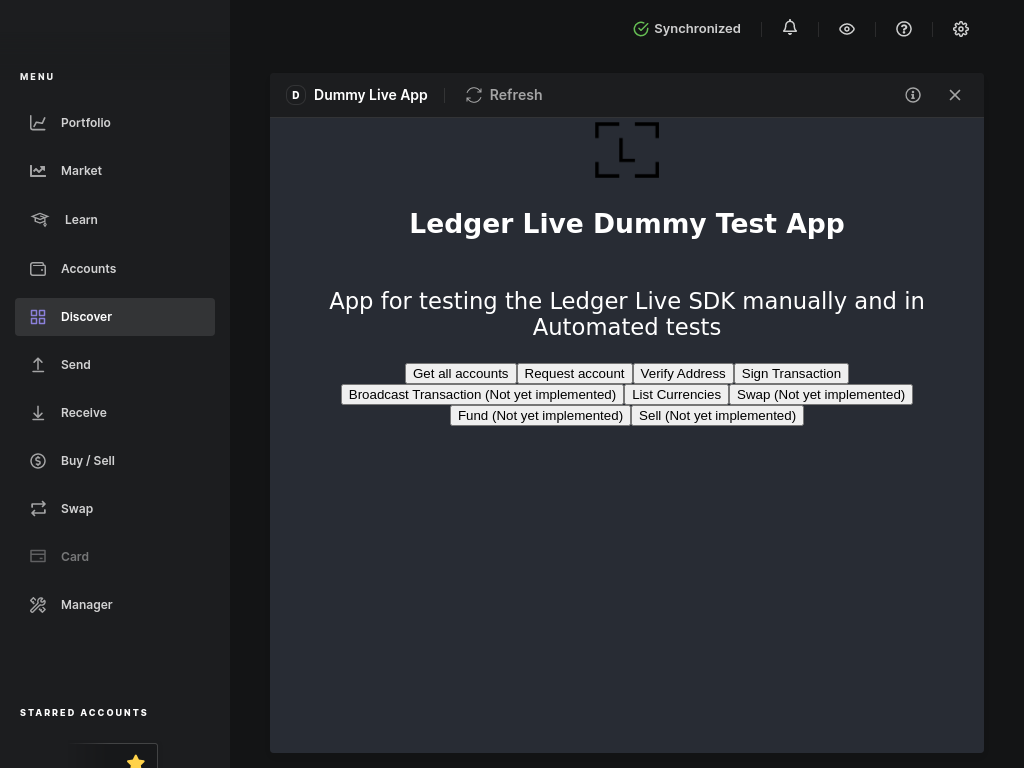 Synchronized
MENU
Portfolio
Market
Learn
Accounts
Discover
Send
Receive
Buy / Sell
Swap
Card
Manager
STARRED ACCOUNTS
D Dummy Live App
Refresh
L
Ledger Live Dummy Test App
App for testing the Ledger Live SDK manually and in
Automated tests
Get all accounts Request account Verify Address Sign Transaction
Broadcast Transaction (Not yet implemented) List Currencies Swap (Not yet implemented)
Fund (Not yet implemented) Sell (Not yet implemented)